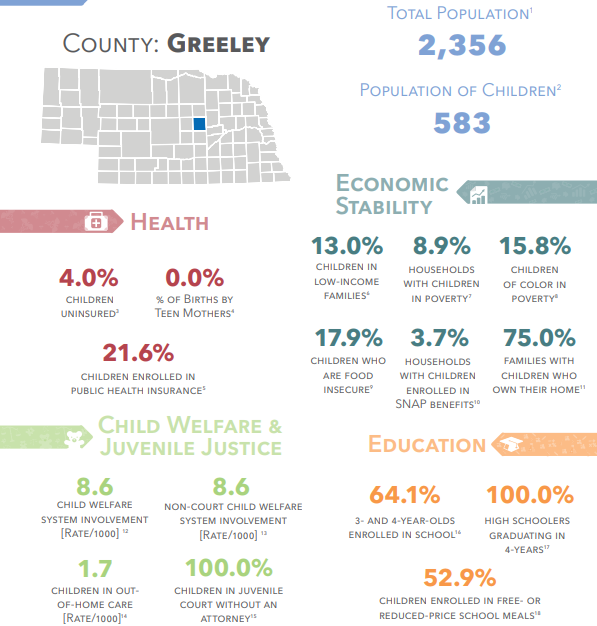 County: Greeley
Total Population¹
2,356
Population of Children²
583
Health
4.0%
children
uninsured³
0.0%
% of Births by
Teen Mothers⁴
21.6%
children enrolled in
public health insurance⁵
Economic
Stability
13.0%
children in
low-income
families⁶
8.9%
households
with children
in poverty⁷
15.8%
children
of color in
poverty⁸
17.9%
children who
are food
insecure⁹
3.7%
households
with children
enrolled in
SNAP benefits¹⁰
75.0%
families with
children who
own their home¹¹
Child Welfare &
Juvenile Justice
8.6
child welfare
system involvement
[Rate/1000] ¹²
8.6
non-court child welfare
system involvement
[Rate/1000] ¹³
1.7
children in out-
of-home care
[Rate/1000]¹⁴
100.0%
children in juvenile
court without an
attorney¹⁵
Education
64.1%
3- and 4-year-olds
enrolled in school¹⁶
100.0%
high schoolers
graduating in
4-years¹⁷
52.9%
children enrolled in free- or
reduced-price school meals¹⁸